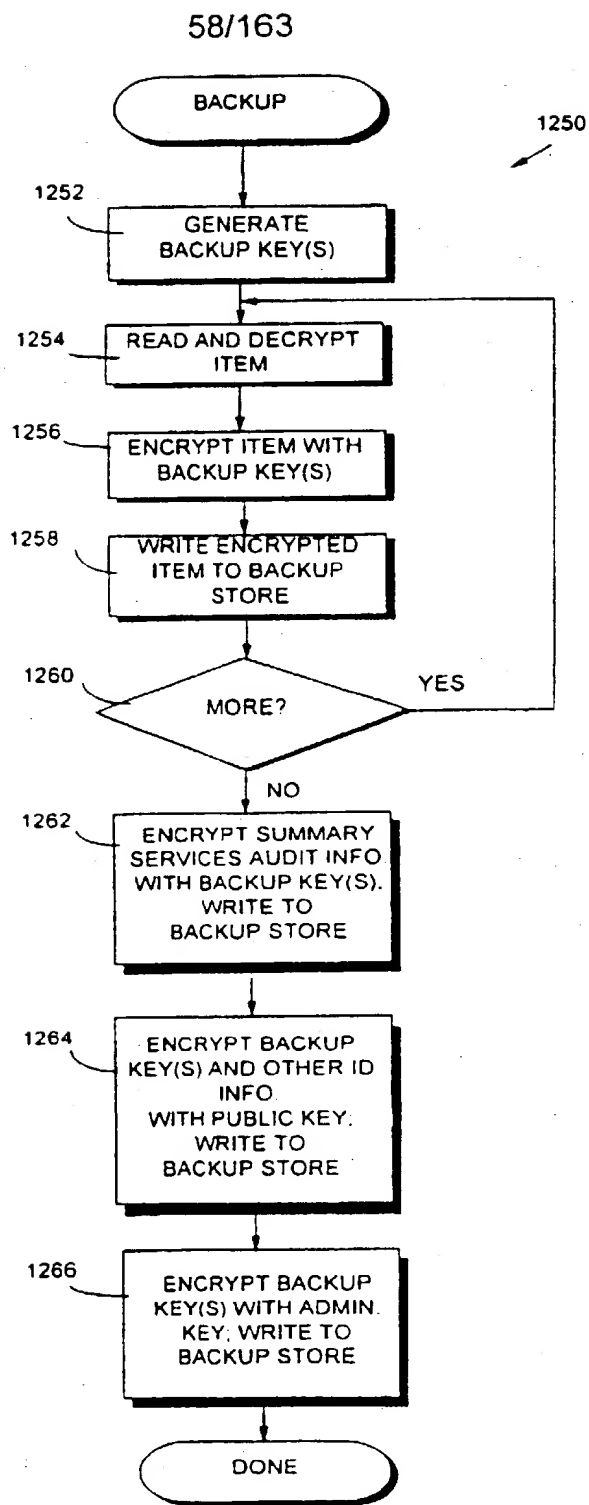 58/163
BACKUP
1250
1252
GENERATE
BACKUP KEY(S)
1254
READ AND DECRYPT
ITEM
1256
ENCRYPT ITEM WITH
BACKUP KEY(S)
1258
WRITE ENCRYPTED
ITEM TO BACKUP
STORE
1260
MORE?
YES
NO
1262
ENCRYPT SUMMARY
SERVICES AUDIT INFO
WITH BACKUP KEY(S).
WRITE TO
BACKUP STORE
1264
ENCRYPT BACKUP
KEY(S) AND OTHER ID
INFO
WITH PUBLIC KEY;
WRITE TO
BACKUP STORE
1266
ENCRYPT BACKUP
KEY(S) WITH ADMIN.
KEY; WRITE TO
BACKUP STORE
DONE